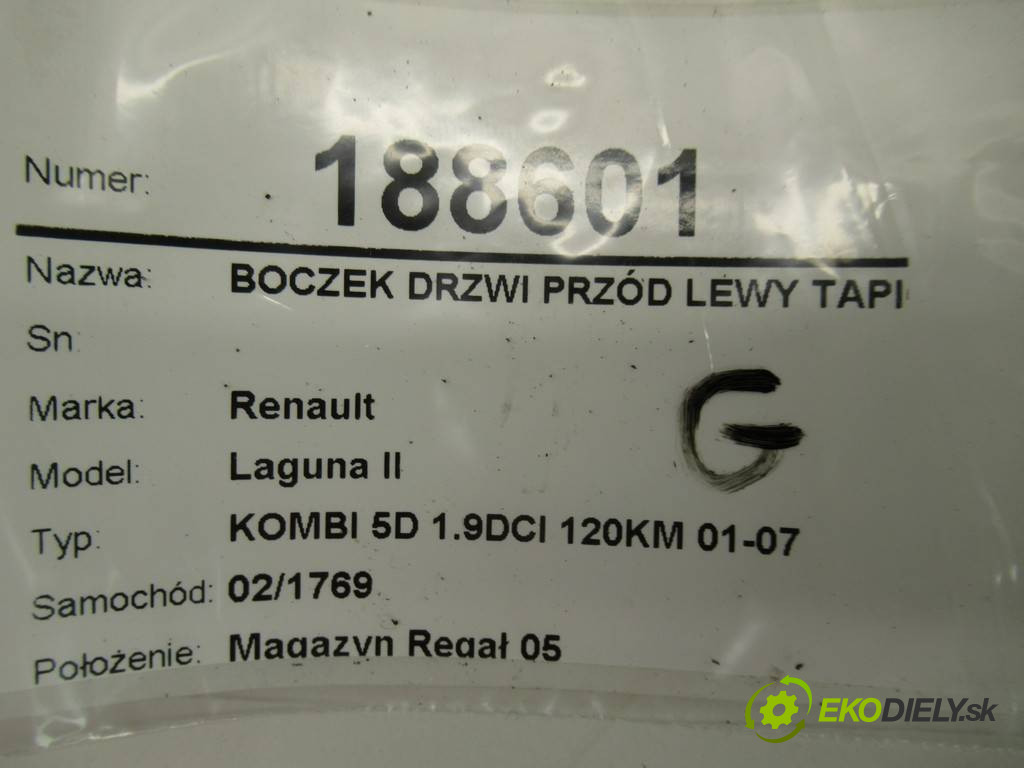 Numer: 188601
Nazwa: BOCZEK DRZWI PRZÓD LEWY TAPI
Sn:
Marka: Renault
G
Model: Laguna II
Typ: KOMBI 5D 1.9DCI 120KM 01-07
Samochód: 02/1769
Położenie: Magazyn Regał 05
EKODIELY.sk